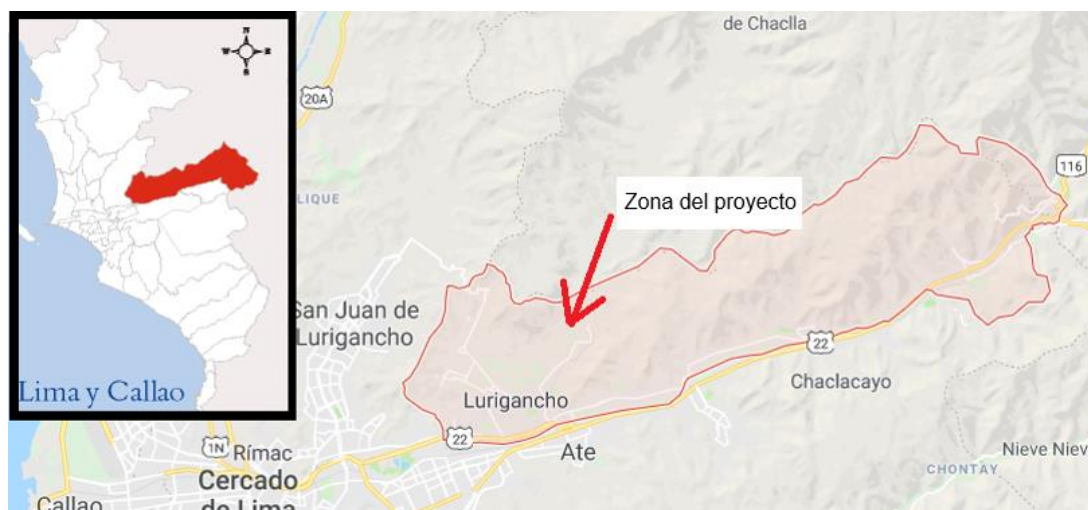 N
W
E
S
Lima y Callao
de Chaclla
20A
LIQUE
116
Zona del proyecto
San Juan de
Lurigancho
22
Chaclacayo
Lurigancho
22
Ate
1N
Rímac
Cercado
de Lima
Callao
Nieve Niev
CHONTAY